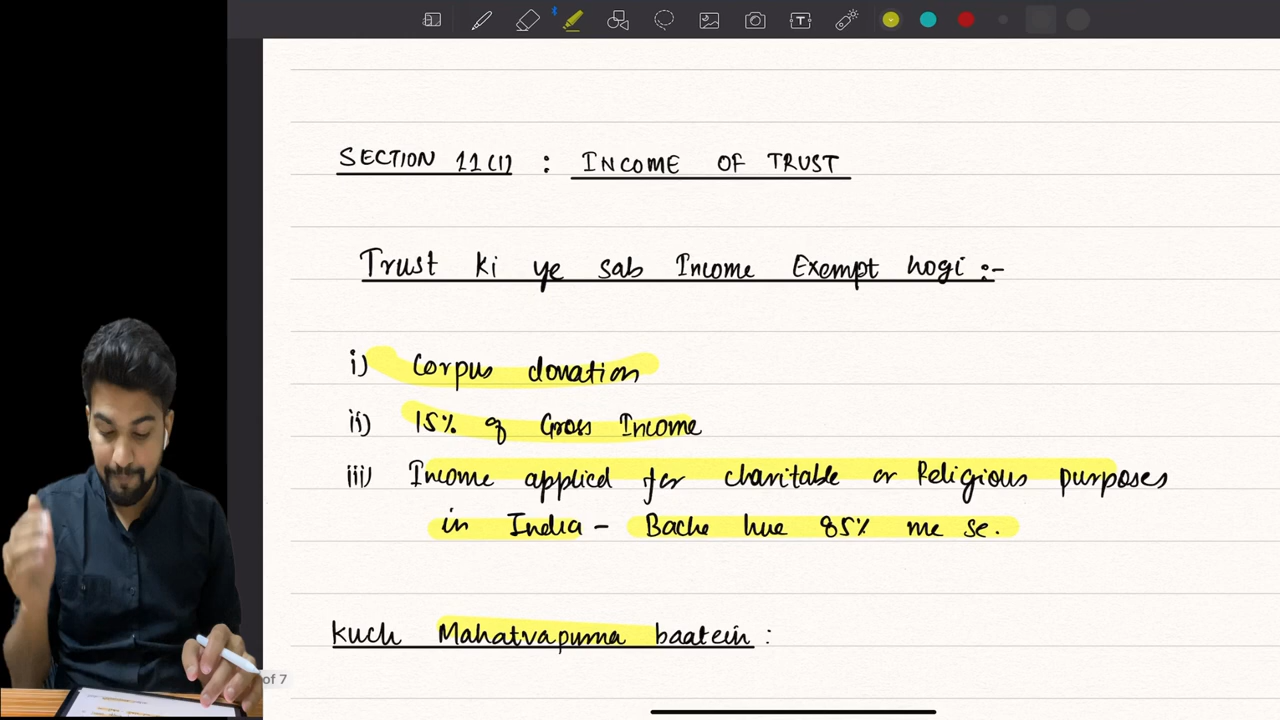 SECTION 11(1) : INCOME OF TRUST
Trust ki ye sab Income Exempt hogi :-
i) Corpus donation
ii) 15% of Gross Income
iii) Income applied for charitable or Religious purposes
in India - Bache hue 85% me se.
Kuch Mahatvapurna baatein :
of 7